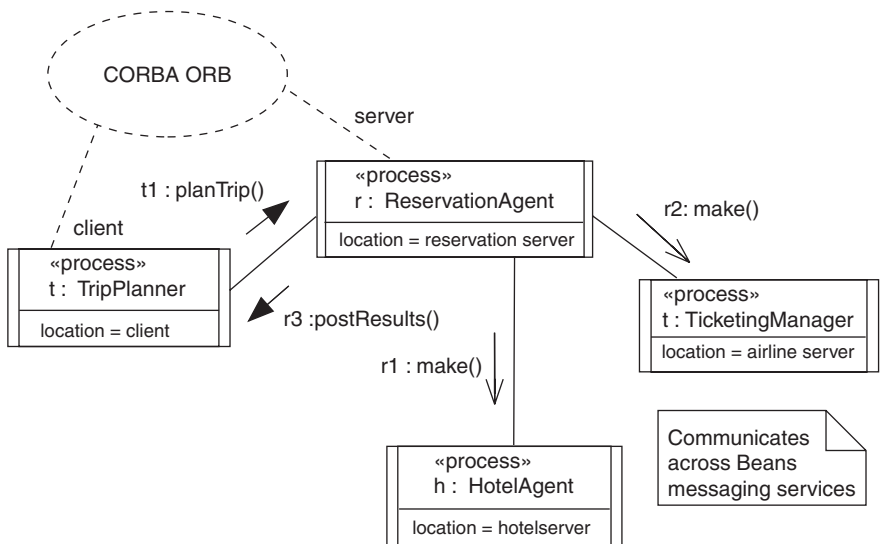 CORBA ORB
server
t1 : planTrip()
«process»
r : ReservationAgent
location = reservation server
r2: make()
client
«process»
t : TripPlanner
location = client
r3 :postResults()
«process»
t : TicketingManager
location = airline server
r1 : make()
Communicates
across Beans
messaging services
«process»
h : HotelAgent
location = hotelserver